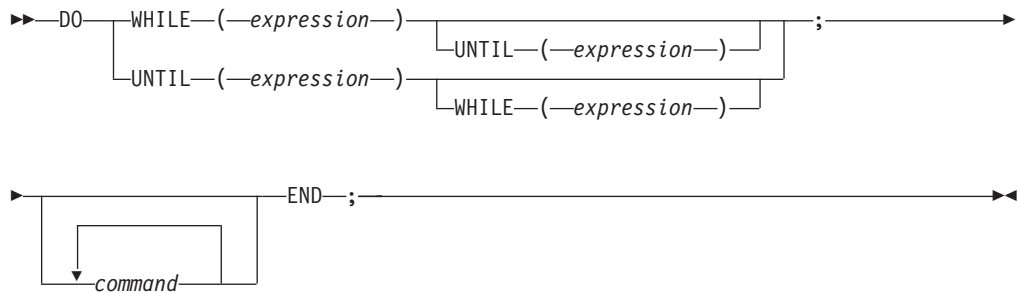 DO WHILE ( expression ) ;
UNTIL ( expression )
UNTIL ( expression )
WHILE ( expression )
END ;
command